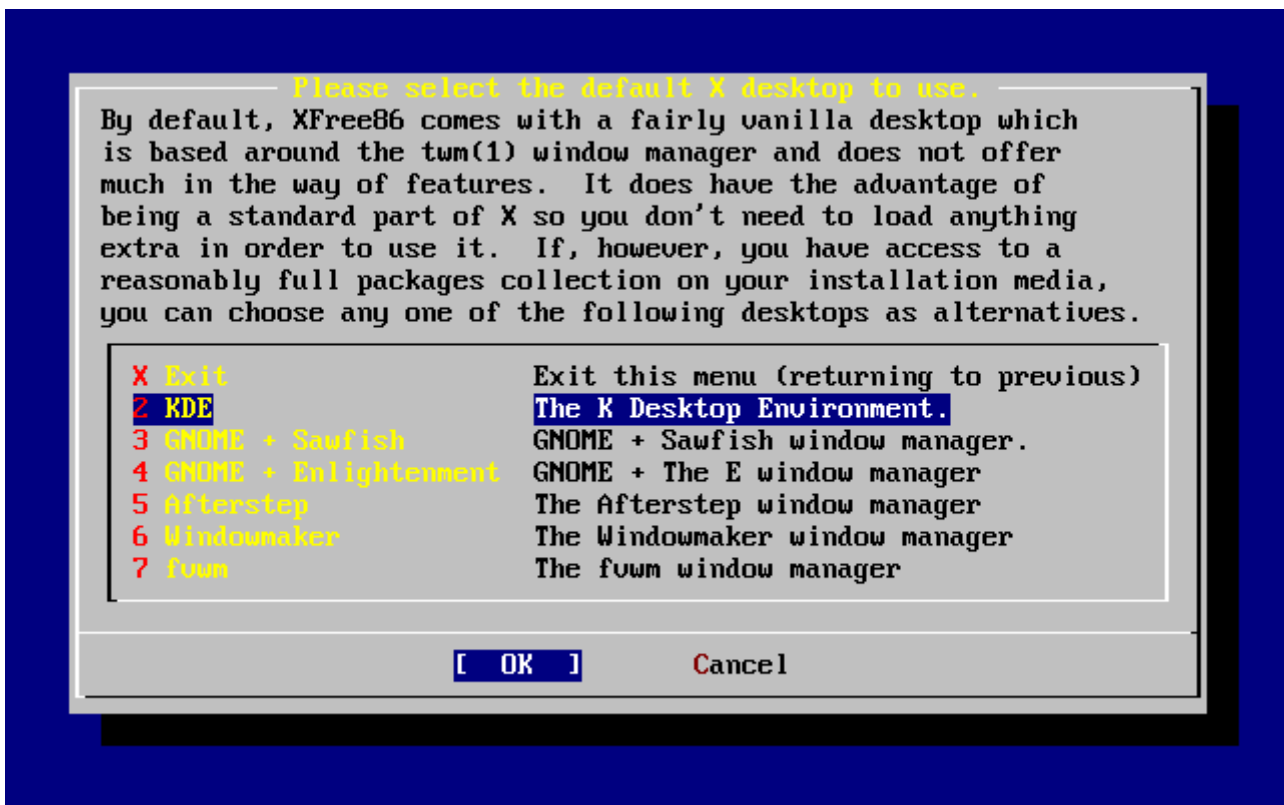 Please select the default X desktop to use.
By default, XFree86 comes with a fairly vanilla desktop which
is based around the twm(1) window manager and does not offer
much in the way of features.  It does have the advantage of
being a standard part of X so you don't need to load anything
extra in order to use it.  If, however, you have access to a
reasonably full packages collection on your installation media,
you can choose any one of the following desktops as alternatives.
X Exit Exit this menu (returning to previous)
2 KDE The K Desktop Environment.
3 GNOME + Sawfish GNOME + Sawfish window manager.
4 GNOME + Enlightenment GNOME + The E window manager
5 Afterstep The Afterstep window manager
6 Windowmaker The Windowmaker window manager
7 fvwm The fvwm window manager
[ OK ] Cancel